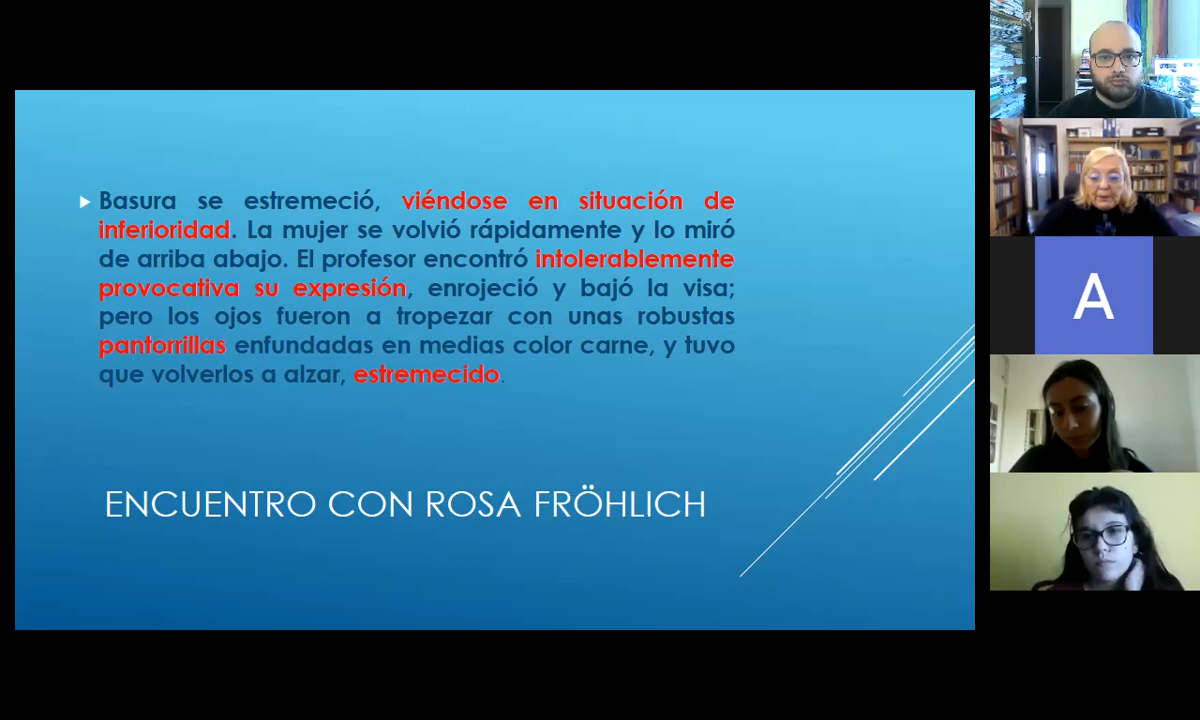 Basura se estremeció, viéndose en situación de
inferioridad. La mujer se volvió rápidamente y lo miró
de arriba abajo. El profesor encontró intolerablemente
provocativa su expresión, enrojeció y bajó la visa;
pero los ojos fueron a tropezar con unas robustas
pantorrillas enfundadas en medias color carne, y tuvo
que volverlos a alzar, estremecido.
ENCUENTRO CON ROSA FRÖHLICH
A